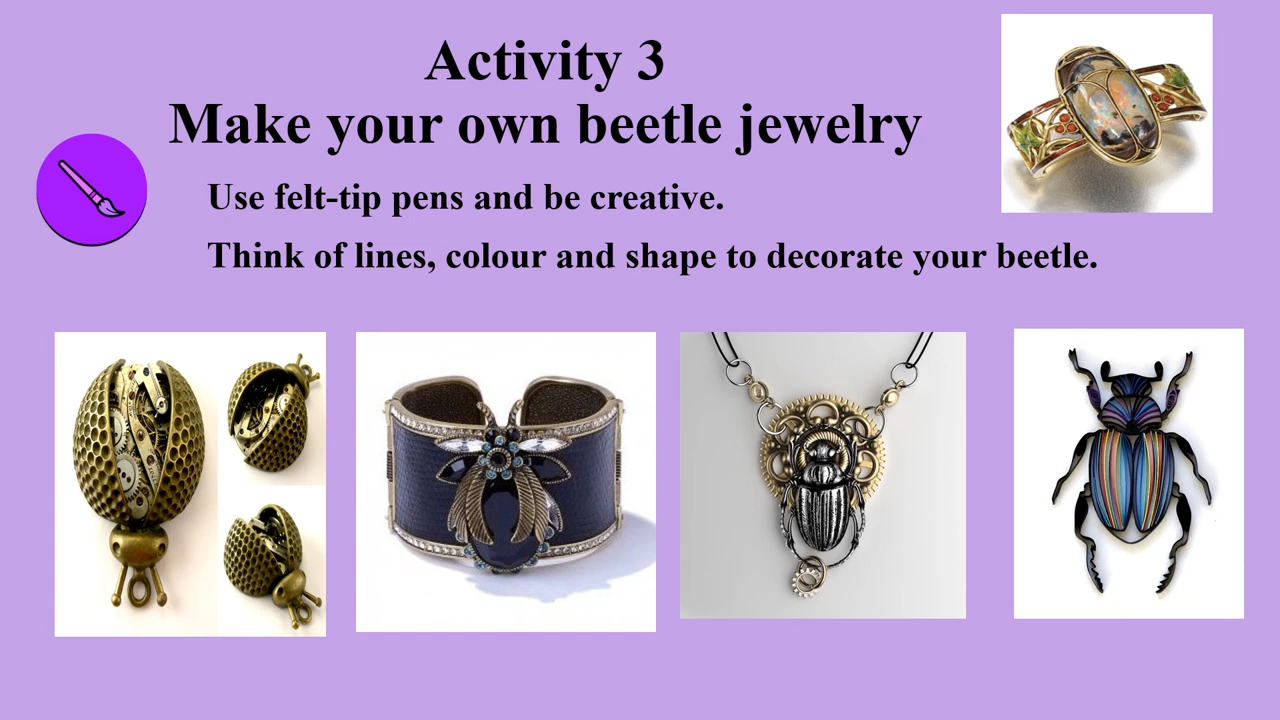 Activity 3
Make your own beetle jewelry
Use felt-tip pens and be creative.
Think of lines, colour and shape to decorate your beetle.